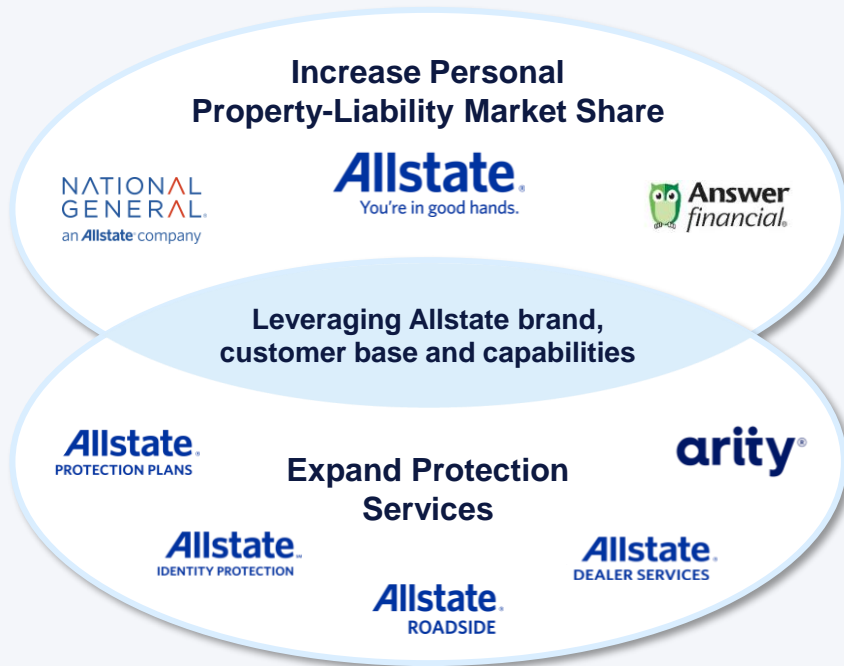 Increase Personal
Property-Liability Market Share
NATIONAL
GENERAL®
an Allstate® company
Allstate®
You're in good hands.
Answer
financial®
Leveraging Allstate brand,
customer base and capabilities
Allstate®
PROTECTION PLANS
arity®
Expand Protection
Services
Allstate℠
IDENTITY PROTECTION
Allstate®
DEALER SERVICES
Allstate®
ROADSIDE